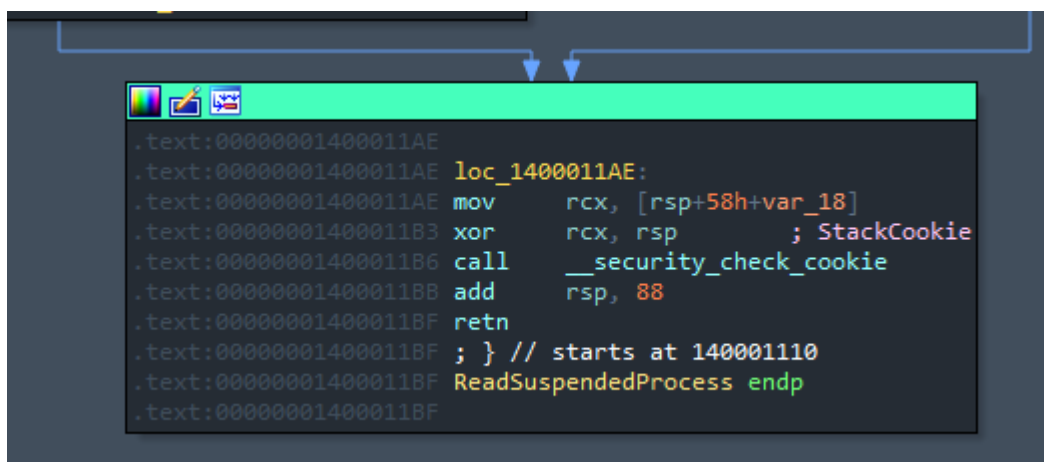 .text:00000001400011AE
.text:00000001400011AE loc_1400011AE:
.text:00000001400011AE mov     rcx, [rsp+58h+var_18]
.text:00000001400011B3 xor     rcx, rsp        ; StackCookie
.text:00000001400011B6 call    __security_check_cookie
.text:00000001400011BB add     rsp, 88
.text:00000001400011BF retn
.text:00000001400011BF ; } // starts at 140001110
.text:00000001400011BF ReadSuspendedProcess endp
.text:00000001400011BF